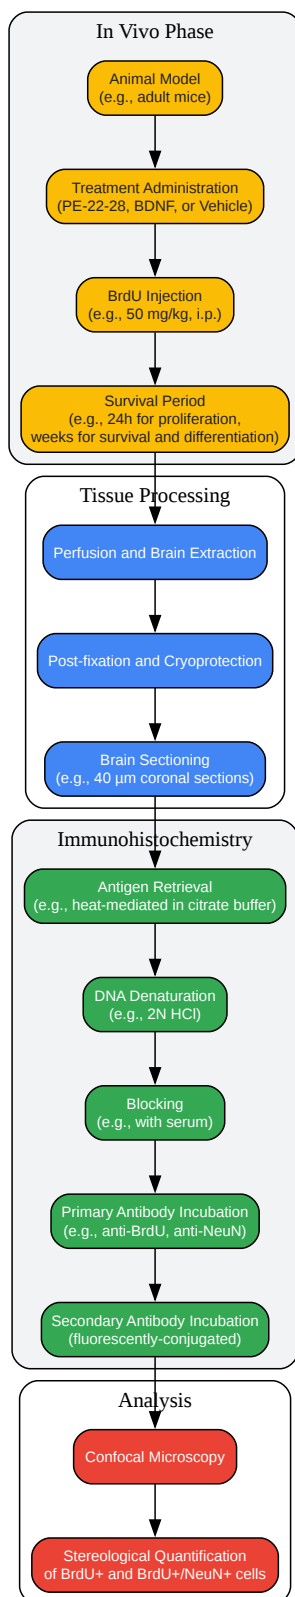 In Vivo Phase
Animal Model
(e.g., adult mice)
Treatment Administration
(PE-22-28, BDNF, or Vehicle)
BrdU Injection
(e.g., 50 mg/kg, i.p.)
Survival Period
(e.g., 24h for proliferation,
weeks for survival and differentiation)
Tissue Processing
Perfusion and Brain Extraction
Post-fixation and Cryoprotection
Brain Sectioning
(e.g., 40 µm coronal sections)
Immunohistochemistry
Antigen Retrieval
(e.g., heat-mediated in citrate buffer)
DNA Denaturation
(e.g., 2N HCl)
Blocking
(e.g., with serum)
Primary Antibody Incubation
(e.g., anti-BrdU, anti-NeuN)
Secondary Antibody Incubation
(fluorescently-conjugated)
Analysis
Confocal Microscopy
Stereological Quantification
of BrdU+ and BrdU+/NeuN+ cells